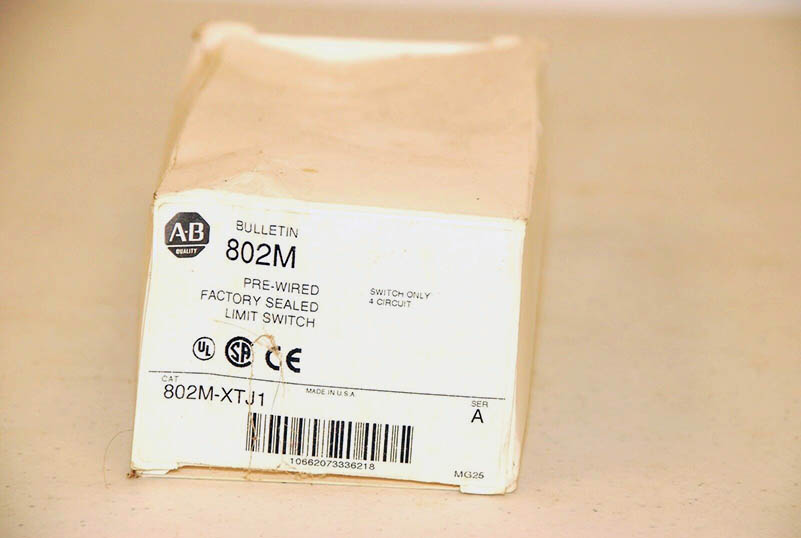 A-B
QUALITY
BULLETIN
802M
PRE-WIRED
FACTORY SEALED
LIMIT SWITCH
SWITCH ONLY
4 CIRCUIT
UL
SA
CE
CAT
802M-XTJ1
MADE IN U.S.A.
SER
A
10662073336218
MG25